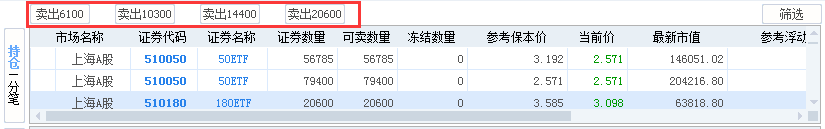 卖出6100 卖出10300 卖出14400 卖出20600 筛选
市场名称 证券代码 证券名称 证券数量 可卖数量 冻结数量 参考保本价 当前价 最新市值 参考浮动
上海A股 510050 50ETF 56785 56785 0 3.192 2.571 146051.02
上海A股 510050 50ETF 79400 79400 0 2.571 2.571 204216.80
上海A股 510180 180ETF 20600 20600 0 3.585 3.098 63818.80
持仓
分笔